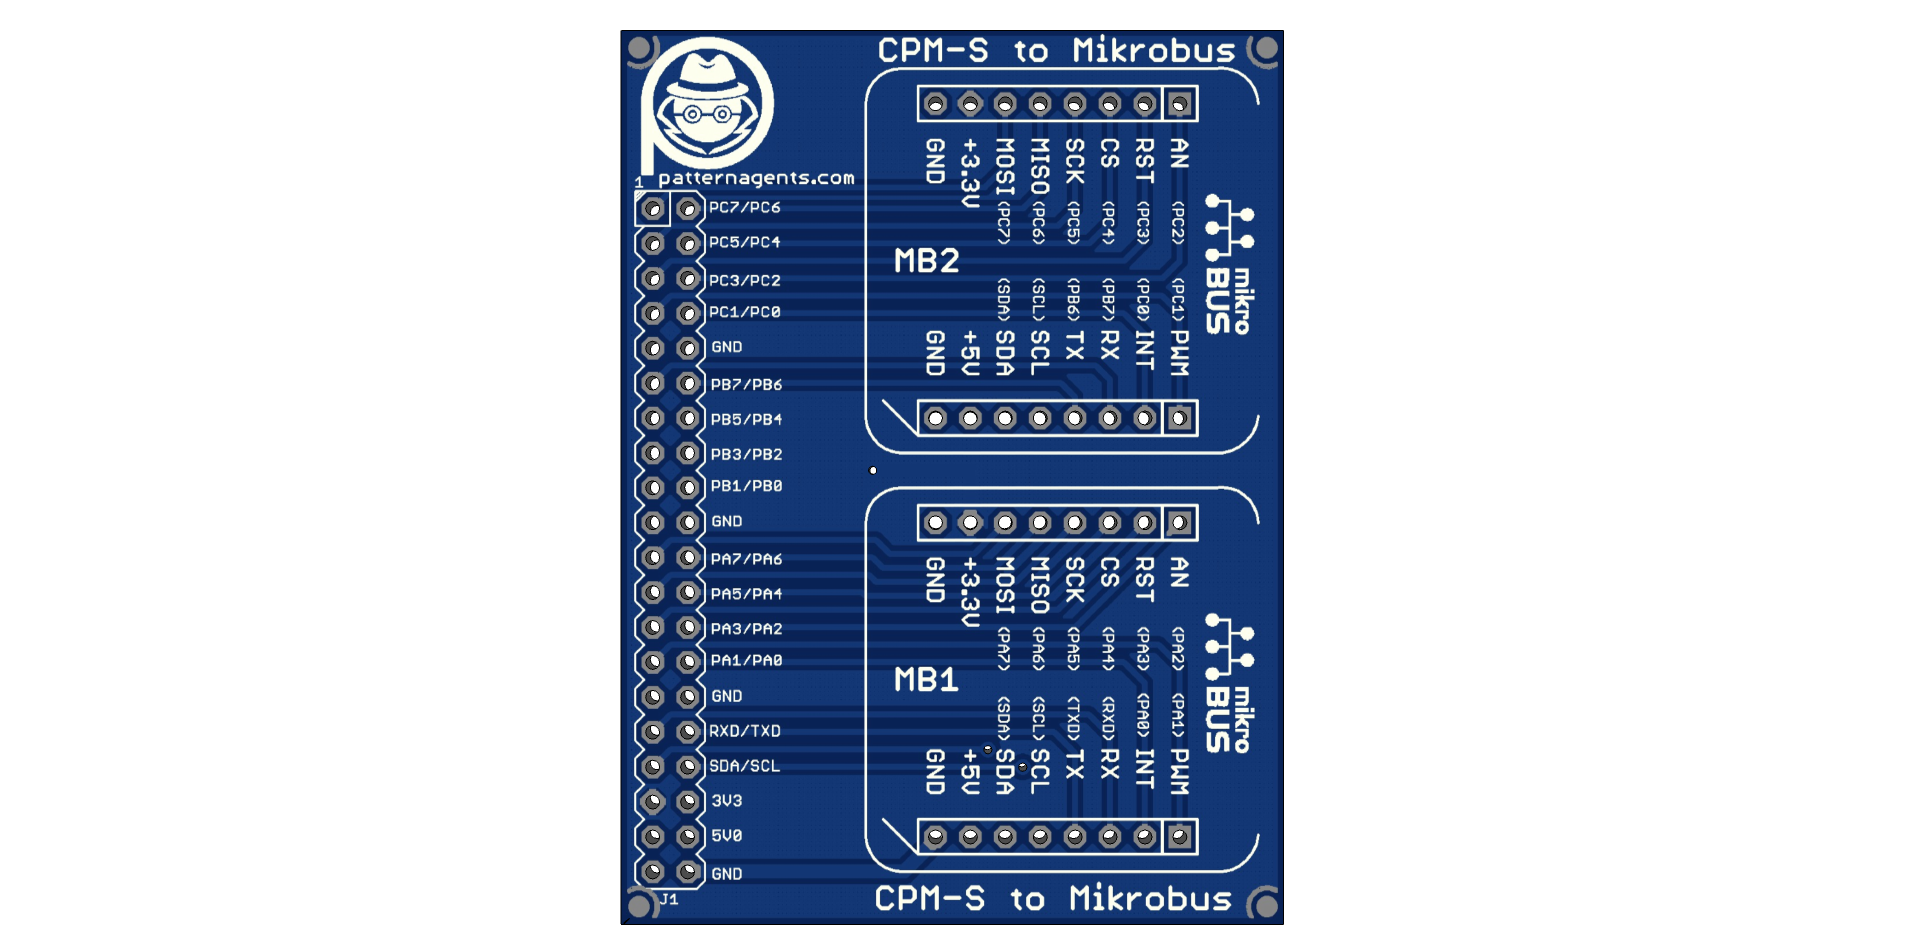 CPM-S to Mikrobus
patternagents.com
1
PC7/PC6
PC5/PC4
PC3/PC2
PC1/PC0
GND
PB7/PB6
PB5/PB4
PB3/PB2
PB1/PB0
GND
PA7/PA6
PA5/PA4
PA3/PA2
PA1/PA0
GND
RXD/TXD
SDA/SCL
3V3
5V0
GND
J1
GND
+3.3V
MOSI (PC7)
MISO (PC6)
SCK (PC5)
CS (PC4)
RST (PC3)
AN (PC2)
MB2
mikro
BUS
GND
+5V
(SDA) SDA
(SCL) SCL
(PB6) TX
(PB7) RX
(PC0) INT
(PC1) PWM
GND
+3.3V
MOSI (PA7)
MISO (PA6)
SCK (PA5)
CS (PA4)
RST (PA3)
AN (PA2)
MB1
mikro
BUS
GND
+5V
(SDA) SDA
(SCL) SCL
(TXD) TX
(RXD) RX
(PA0) INT
(PA1) PWM
CPM-S to Mikrobus